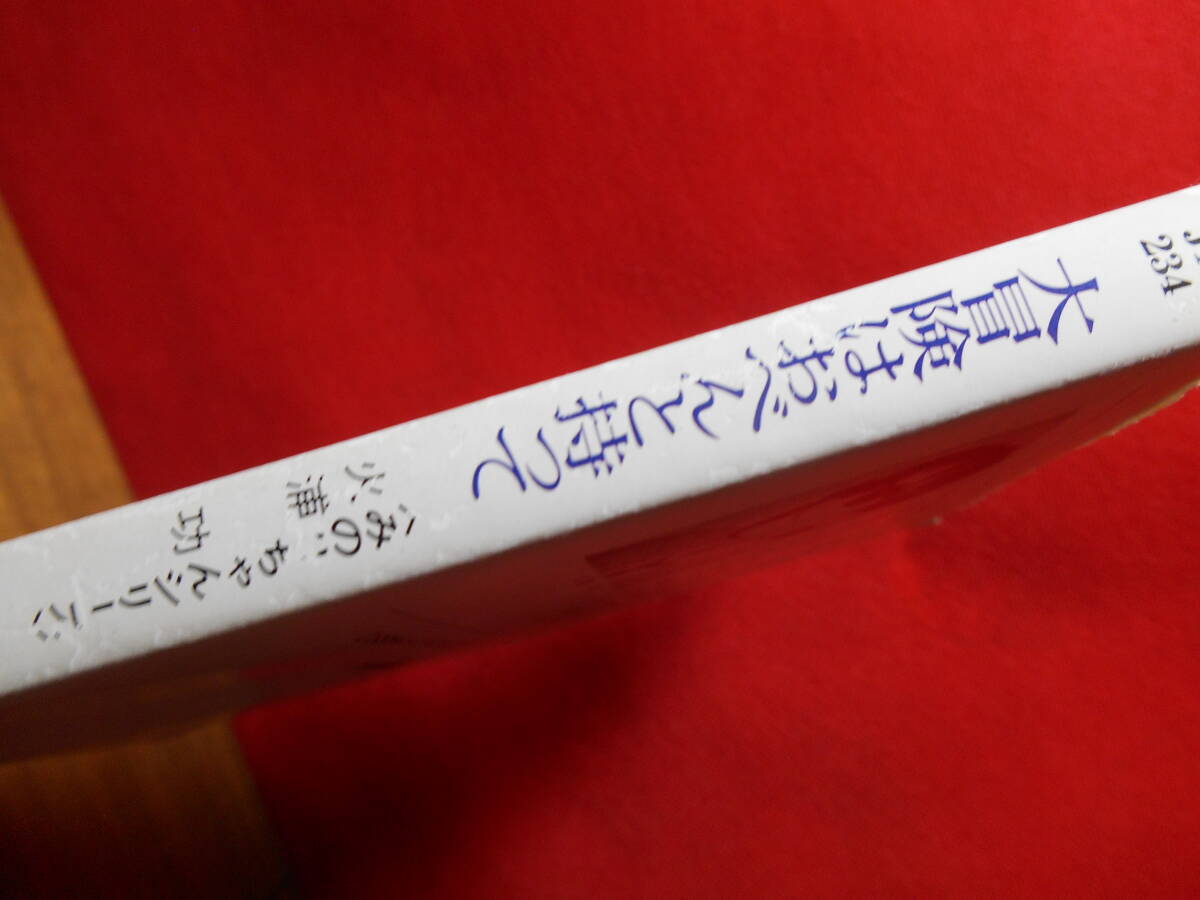 234
大冒険はおべんと持って
〈みのりちゃんシリーズ〉
火浦 功